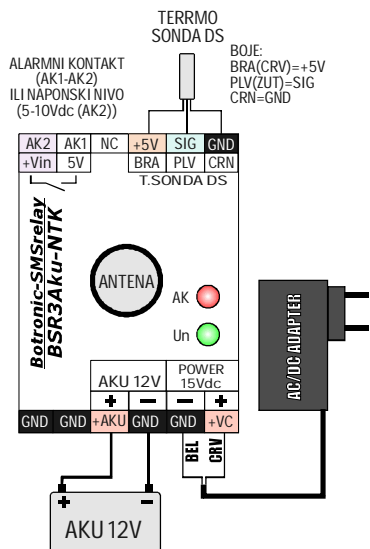 TERRMO
SONDA DS
BOJE:
BRA(CRV)=+5V
PLV(ZUT)=SIG
CRN=GND
ALARMNI KONTAKT
(AK1-AK2)
ILI NAPONSKI NIVO
(5-10Vdc (AK2))
AK2 AK1 NC +5V SIG GND
+Vin 5V BRA PLV CRN
T.SONDA DS
Botronic-SMSrelay
BSR3Aku-NTK
ANTENA
AK
Un
AC/DC ADAPTER
AKU 12V
POWER
15Vdc
+ − − +
GND GND +AKU GND GND +VC
BEL CRV
+ −
AKU 12V